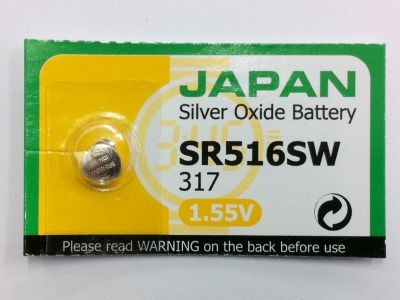 JAPAN
Silver Oxide Battery
SR516SW
317
1.55V
Please read WARNING on the back before use